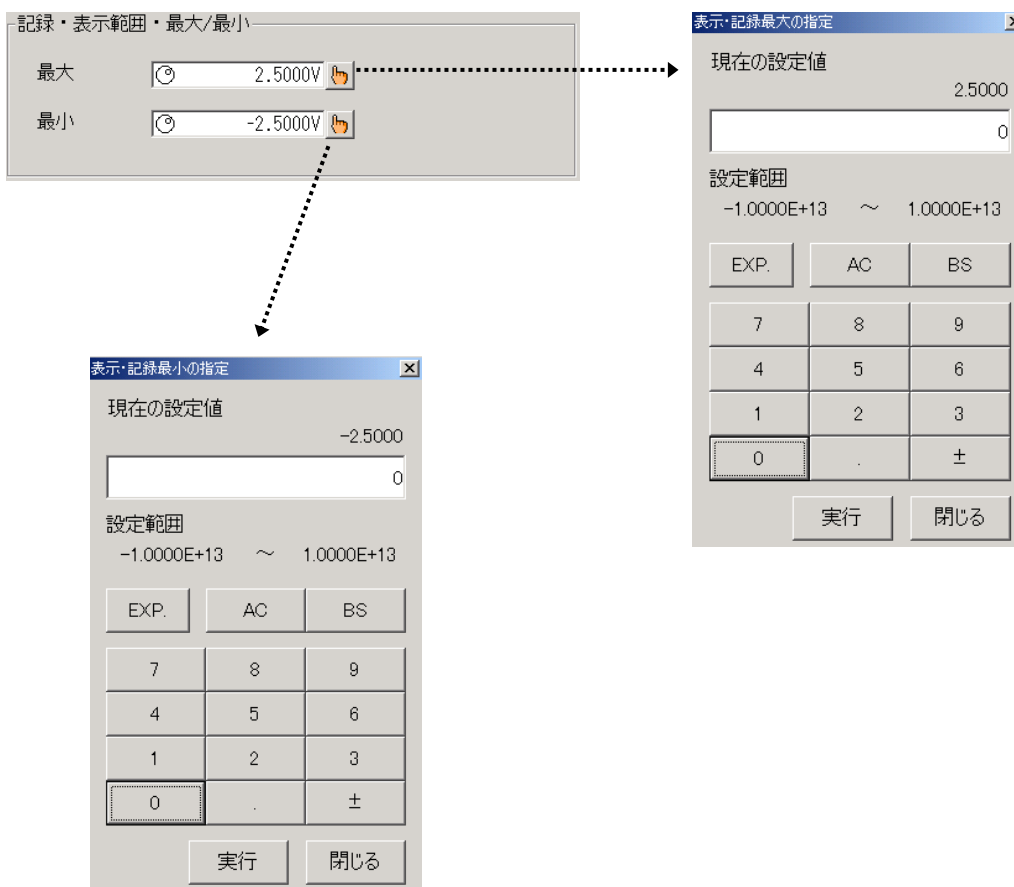 記録・表示範囲・最大/最小
最大
2.5000V
最小
-2.5000V
表示・記録最大の指定
現在の設定値
2.5000
0
設定範囲
-1.0000E+13 ～ 1.0000E+13
EXP. AC BS
7 8 9
4 5 6
1 2 3
0 . ±
実行 閉じる
表示・記録最小の指定
現在の設定値
-2.5000
0
設定範囲
-1.0000E+13 ～ 1.0000E+13
EXP. AC BS
7 8 9
4 5 6
1 2 3
0 . ±
実行 閉じる